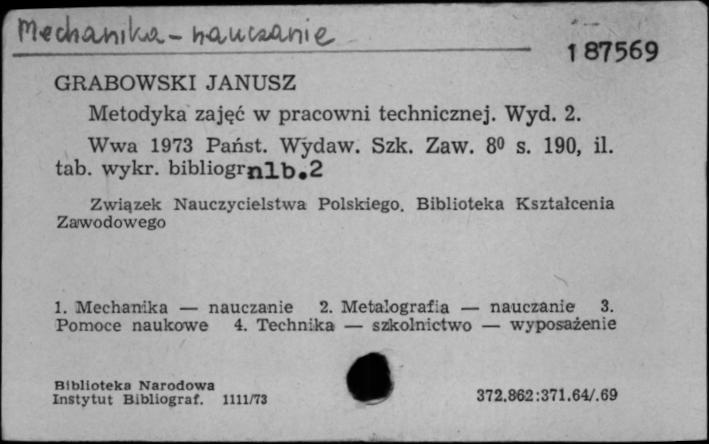 Mechanika - nauczanie
187569
GRABOWSKI JANUSZ
Metodyka zajęć w pracowni technicznej. Wyd. 2.
Wwa 1973 Państ. Wydaw. Szk. Zaw. 8⁰ s. 190, il.
tab. wykr. bibliogr nlb.2
Związek Nauczycielstwa Polskiego. Biblioteka Kształcenia
Zawodowego
1. Mechanika — nauczanie 2. Metalografia — nauczanie 3.
Pomoce naukowe 4. Technika — szkolnictwo — wyposażenie
Biblioteka Narodowa
Instytut Bibliograf. 1111/73
372.862:371.64/.69